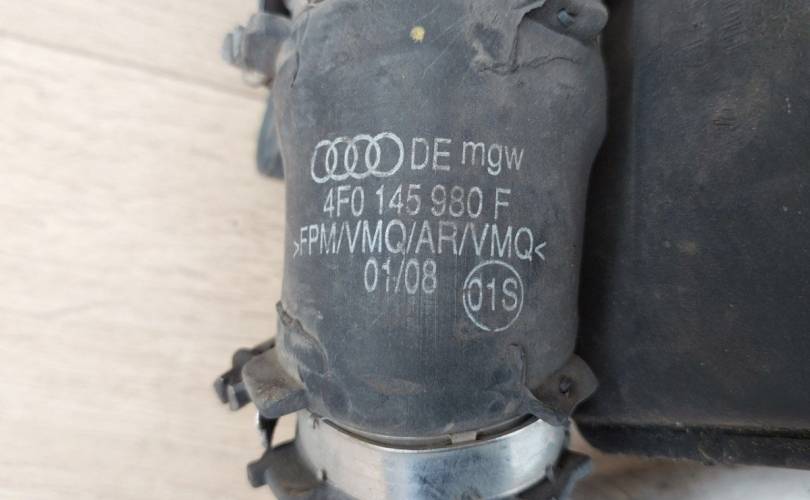 DE mgw
4F0 145 980 F
>FPM/VMQ/AR/VMQ<
01/08
01S